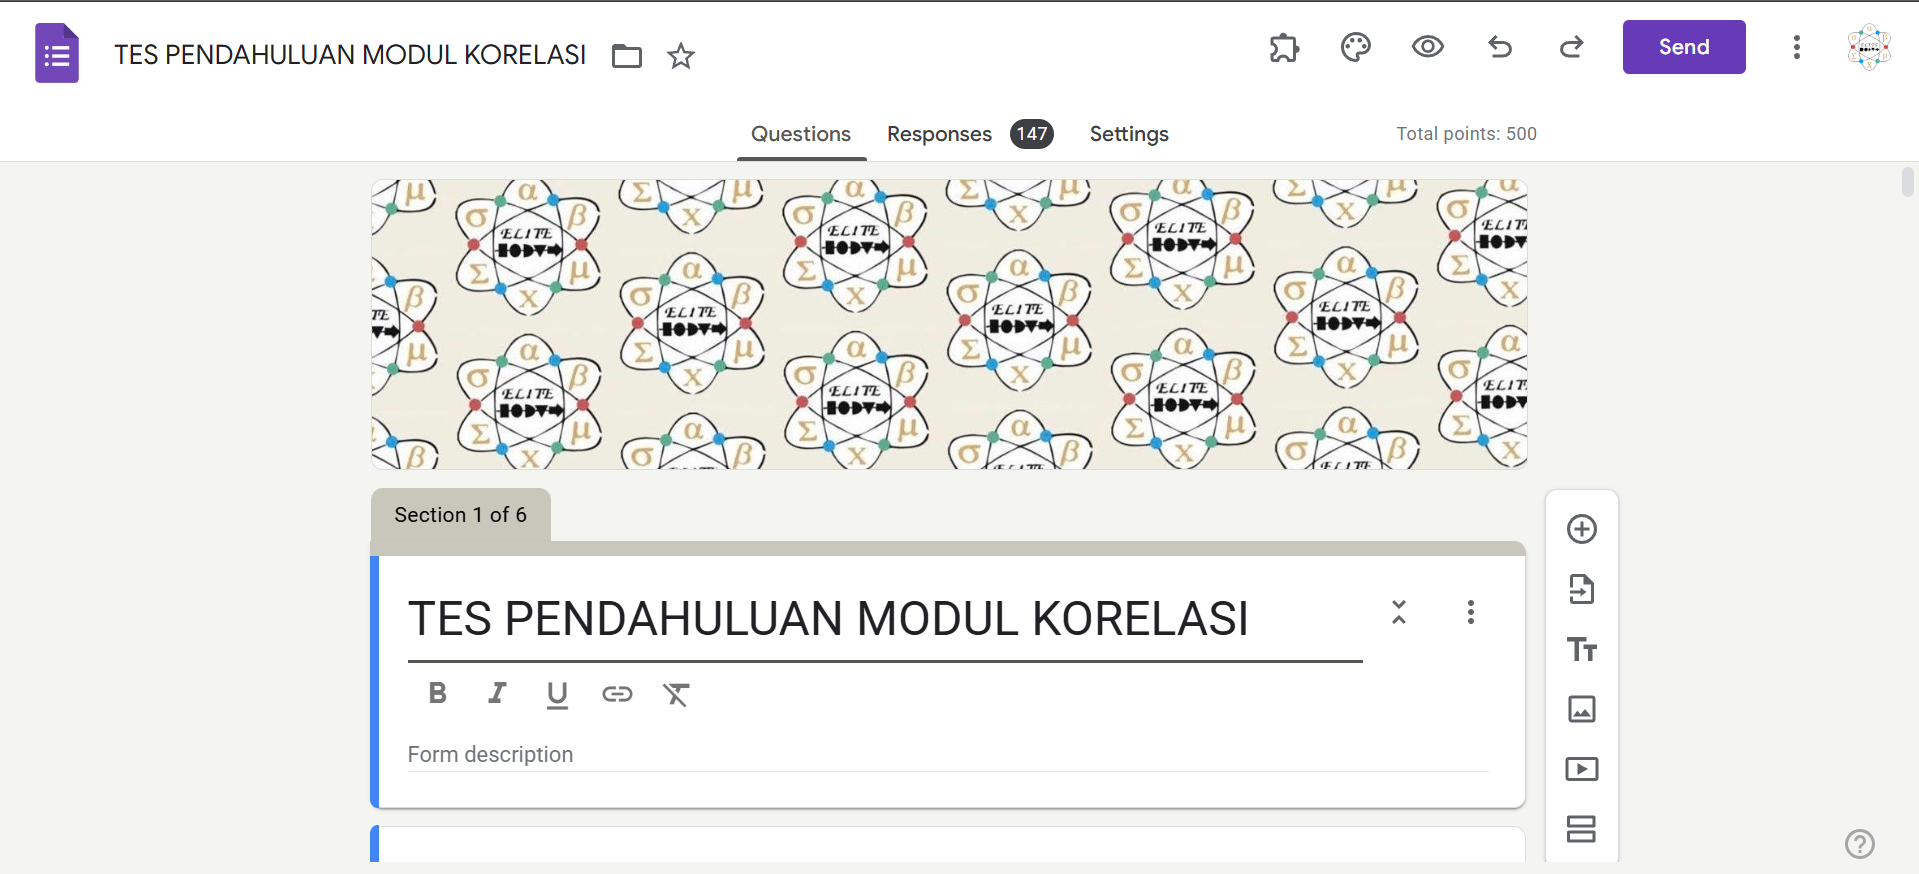 TES PENDAHULUAN MODUL KORELASI
Send
Questions
Responses 147
Settings
Total points: 500
μ σ α β ELITE Σ χ μ
Section 1 of 6
TES PENDAHULUAN MODUL KORELASI
B I U
Form description